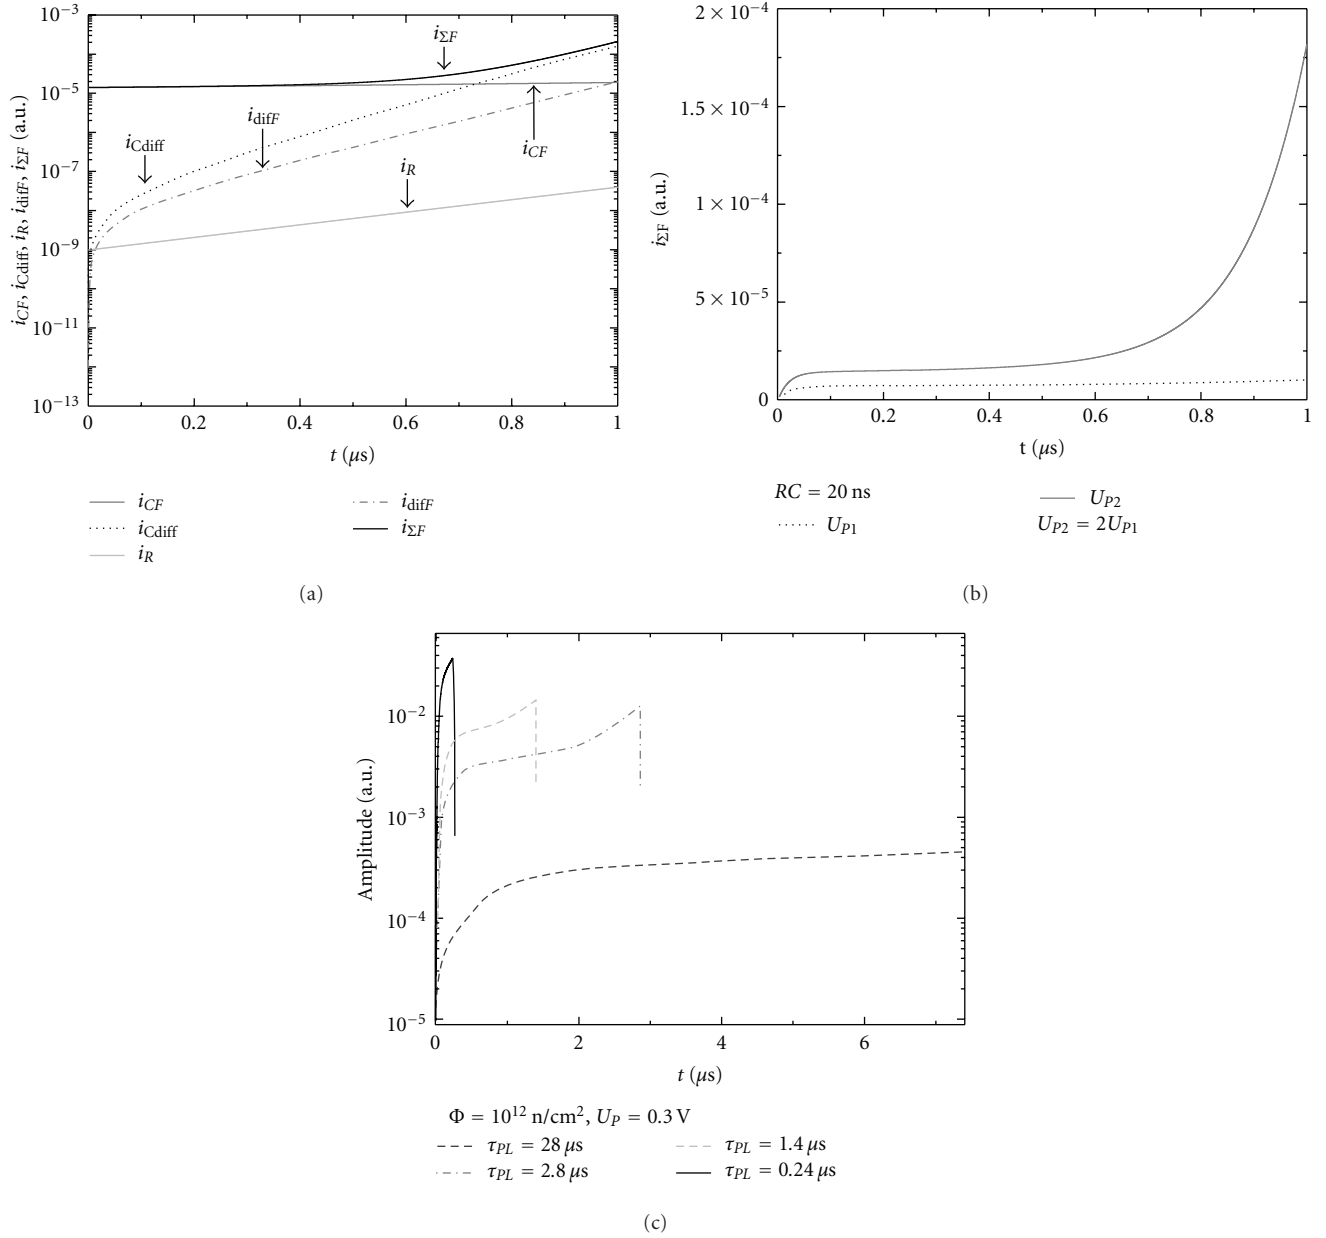 10⁻³
10⁻⁵
10⁻⁷
10⁻⁹
10⁻¹¹
10⁻¹³
i_CF, i_Cdiff, i_R, i_difF, i_ΣF (a.u.)
i_ΣF
i_difF
i_Cdiff
i_CF
i_R
0 0.2 0.4 0.6 0.8 1
t (μs)
i_CF
i_Cdiff
i_R
i_difF
i_ΣF
(a)
2 × 10⁻⁴
1.5 × 10⁻⁴
1 × 10⁻⁴
5 × 10⁻⁵
0
i_ΣF (a.u.)
0 0.2 0.4 0.6 0.8 1
t (μs)
RC = 20 ns
U_P1
U_P2
U_P2 = 2U_P1
(b)
10⁻²
10⁻³
10⁻⁴
10⁻⁵
Amplitude (a.u.)
0 2 4 6
t (μs)
Φ = 10¹² n/cm², U_P = 0.3 V
τ_PL = 28 μs
τ_PL = 2.8 μs
τ_PL = 1.4 μs
τ_PL = 0.24 μs
(c)